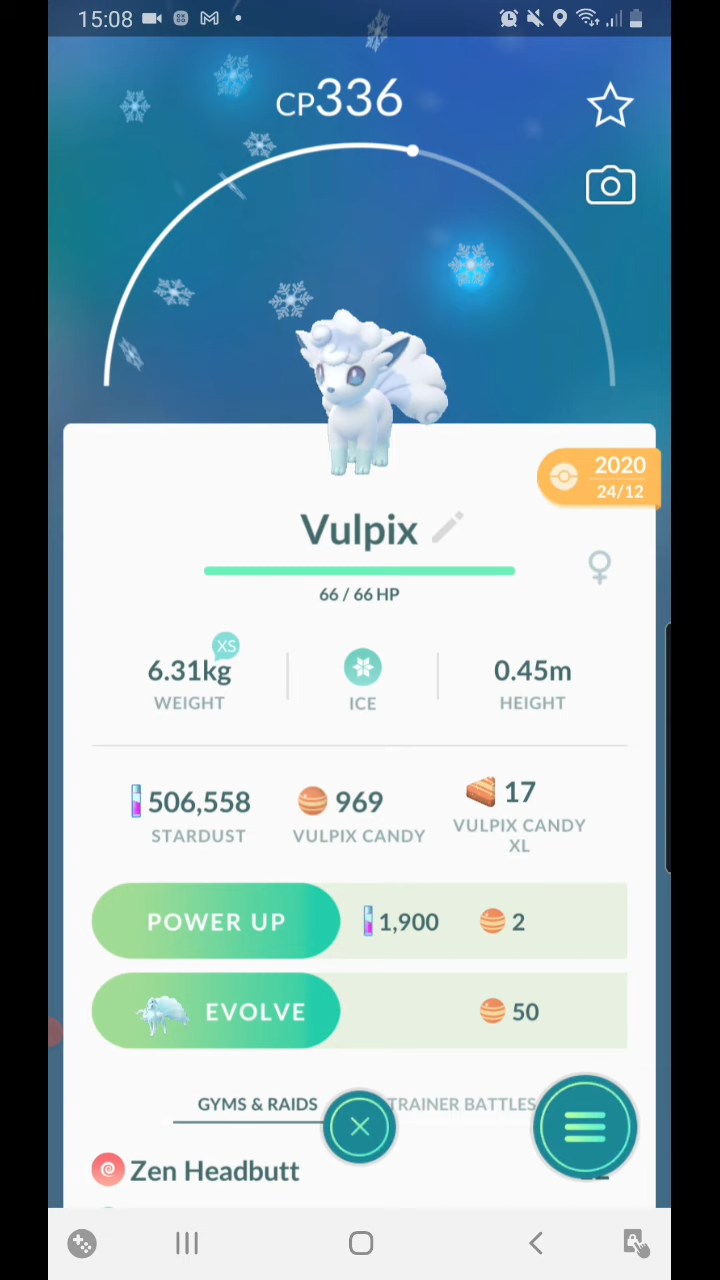 15:08
CP336
2020
24/12
Vulpix
66 / 66 HP
XS
6.31kg
WEIGHT
ICE
0.45m
HEIGHT
506,558
STARDUST
969
VULPIX CANDY
17
VULPIX CANDY
XL
POWER UP
1,900
2
EVOLVE
50
GYMS & RAIDS
TRAINER BATTLES
Zen Headbutt